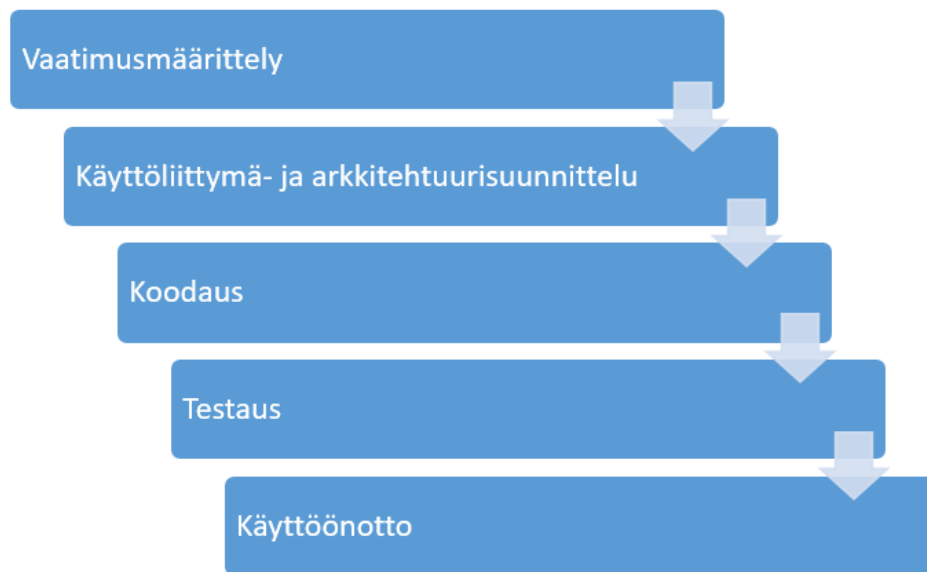 Vaatimusmäärittely
Käyttöliittymä- ja arkkitehtuurisuunnittelu
Koodaus
Testaus
Käyttöönotto